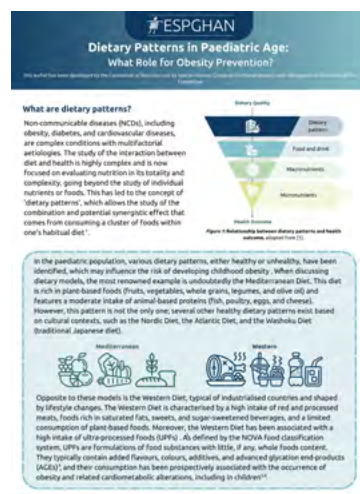 ESPGHAN
Dietary Patterns in Paediatric Age:
What Role for Obesity Prevention?
What are dietary patterns?
Non-communicable diseases (NCDs), including
obesity, diabetes, and cardiovascular diseases,
are complex conditions with multifactorial
aetiologies. The study of the interaction between
diet and health is highly complex and is now
focused on evaluating nutrition in its totality and
complexity, going beyond the study of individual
nutrients or foods. This has led to the concept of
'dietary patterns', which allows the study of the
combination and potential synergistic effect that
comes from consuming a cluster of foods within
one's habitual diet
Dietary Quality
Dietary
pattern
Food and drink
Macronutrients
Micronutrients
Health Outcome
Figure 1 Relationship between dietary patterns and health
outcome, adapted from [1].
In the paediatric population, various dietary patterns, either healthy or unhealthy, have been
identified, which may influence the risk of developing childhood obesity. When discussing
dietary models, the most renowned example is undoubtedly the Mediterranean Diet. This diet
is rich in plant-based foods (fruits, vegetables, whole grains, legumes, and olive oil) and
features a moderate intake of animal-based proteins (fish, poultry, eggs, and cheese).
However, this pattern is not the only one; several other healthy dietary patterns exist based
on cultural contexts, such as the Nordic Diet, the Atlantic Diet, and the Washoku Diet
(traditional Japanese diet).
Mediterranean
Western
Opposite to these models is the Western Diet, typical of industrialised countries and shaped
by lifestyle changes. The Western Diet is characterised by a high intake of red and processed
meats, foods rich in saturated fats, sweets, and sugar-sweetened beverages, and a limited
consumption of plant-based foods. Moreover, the Western Diet has been associated with a
high intake of ultra-processed foods (UPFs). As defined by the NOVA food classification
system, UPFs are formulations of food substances with little, if any, whole foods content.
They typically contain added flavours, colours, additives, and advanced glycation end-products
(AGEs), and their consumption has been prospectively associated with the occurrence of
obesity and related cardiometabolic alterations, including in children